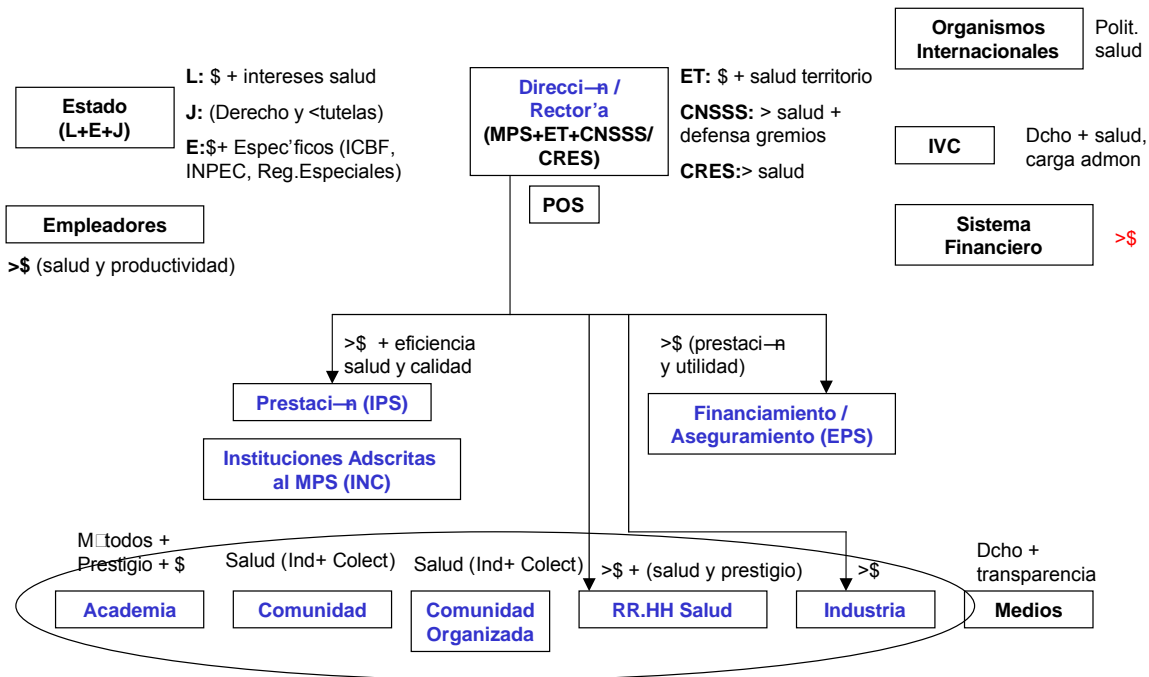 Organismos
Internacionales
Polit.
salud
L: $ + intereses salud
J: (Derecho y <tutelas)
E:$+ Espec’ficos (ICBF,
INPEC, Reg.Especiales)
Estado
(L+E+J)
Direcci—n /
Rector’a
(MPS+ET+CNSSS/
CRES)
ET: $ + salud territorio
CNSSS: > salud +
defensa gremios
CRES:> salud
IVC
Dcho + salud,
carga admon
POS
Empleadores
>$ (salud y productividad)
Sistema
Financiero
>$
>$ + eficiencia
salud y calidad
>$ (prestaci—n
y utilidad)
Prestaci—n (IPS)
Financiamiento /
Aseguramiento (EPS)
Instituciones Adscritas
al MPS (INC)
M□todos +
Prestigio + $
Salud (Ind+ Colect)
Salud (Ind+ Colect)
>$ + (salud y prestigio)
>$
Dcho +
transparencia
Academia
Comunidad
Comunidad
Organizada
RR.HH Salud
Industria
Medios